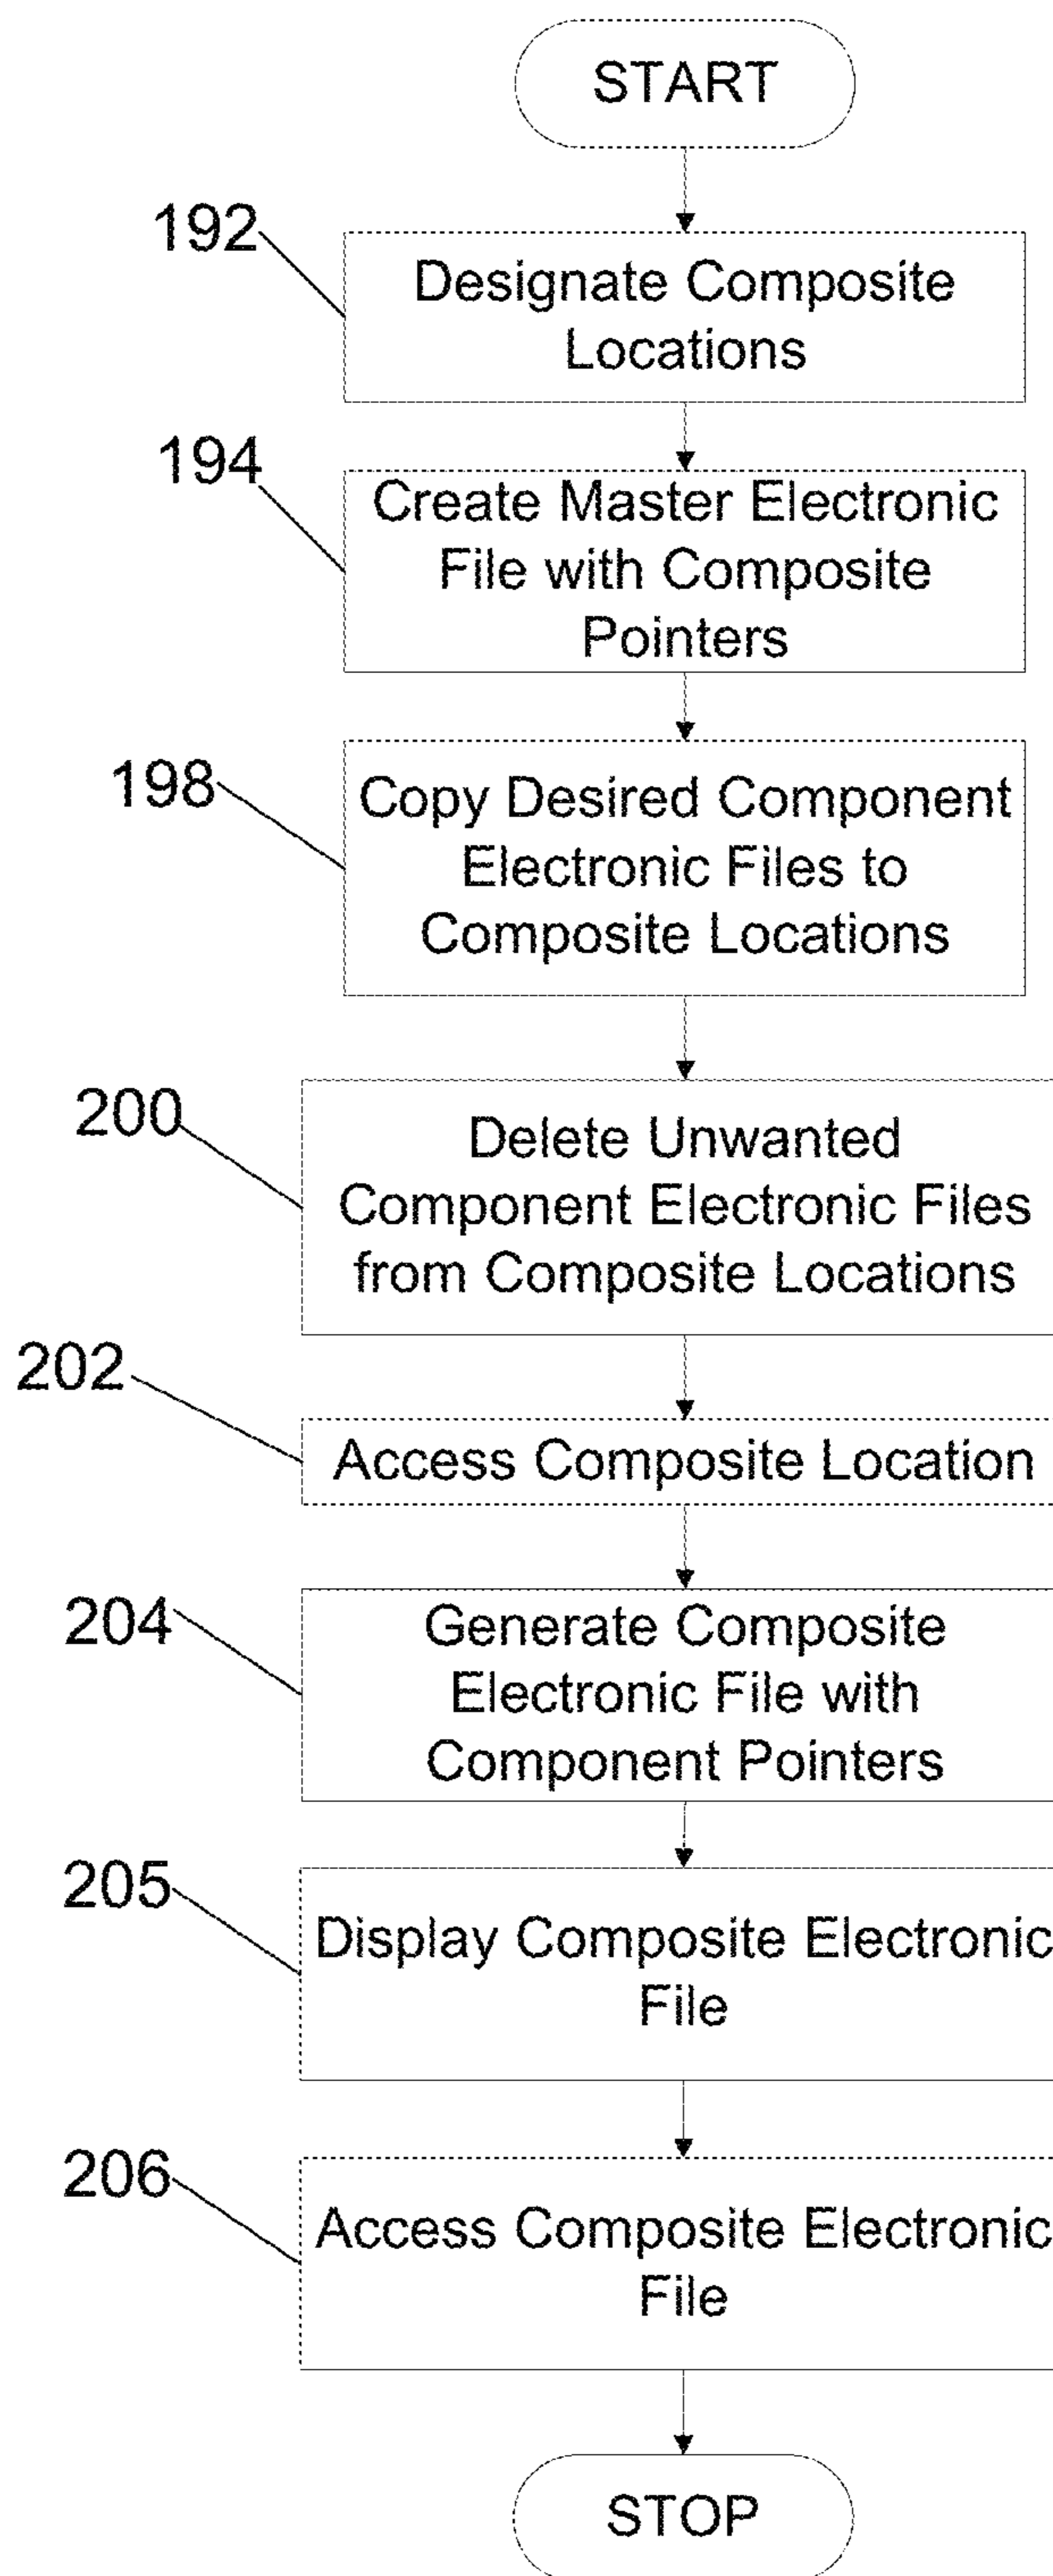 START
192
Designate Composite
Locations
194
Create Master Electronic
File with Composite
Pointers
198
Copy Desired Component
Electronic Files to
Composite Locations
200
Delete Unwanted
Component Electronic Files
from Composite Locations
202
Access Composite Location
204
Generate Composite
Electronic File with
Component Pointers
205
Display Composite Electronic
File
206
Access Composite Electronic
File
STOP